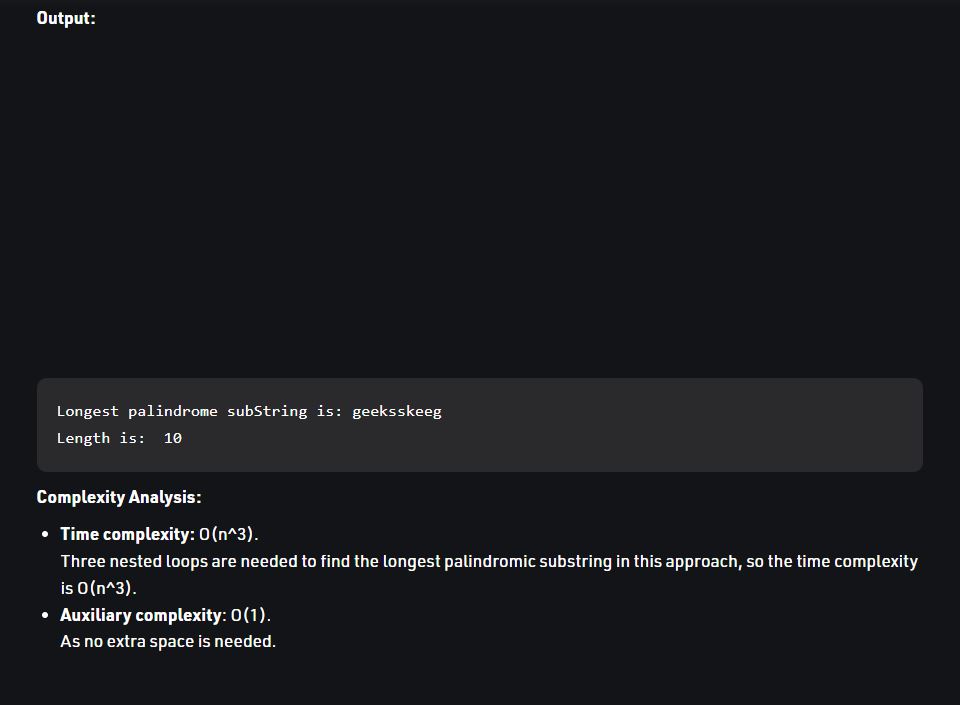 Output:
Longest palindrome subString is: geeksskeeg
Length is:  10
Complexity Analysis:
• Time complexity: O(n^3).
Three nested loops are needed to find the longest palindromic substring in this approach, so the time complexity
is O(n^3).
• Auxiliary complexity: O(1).
As no extra space is needed.